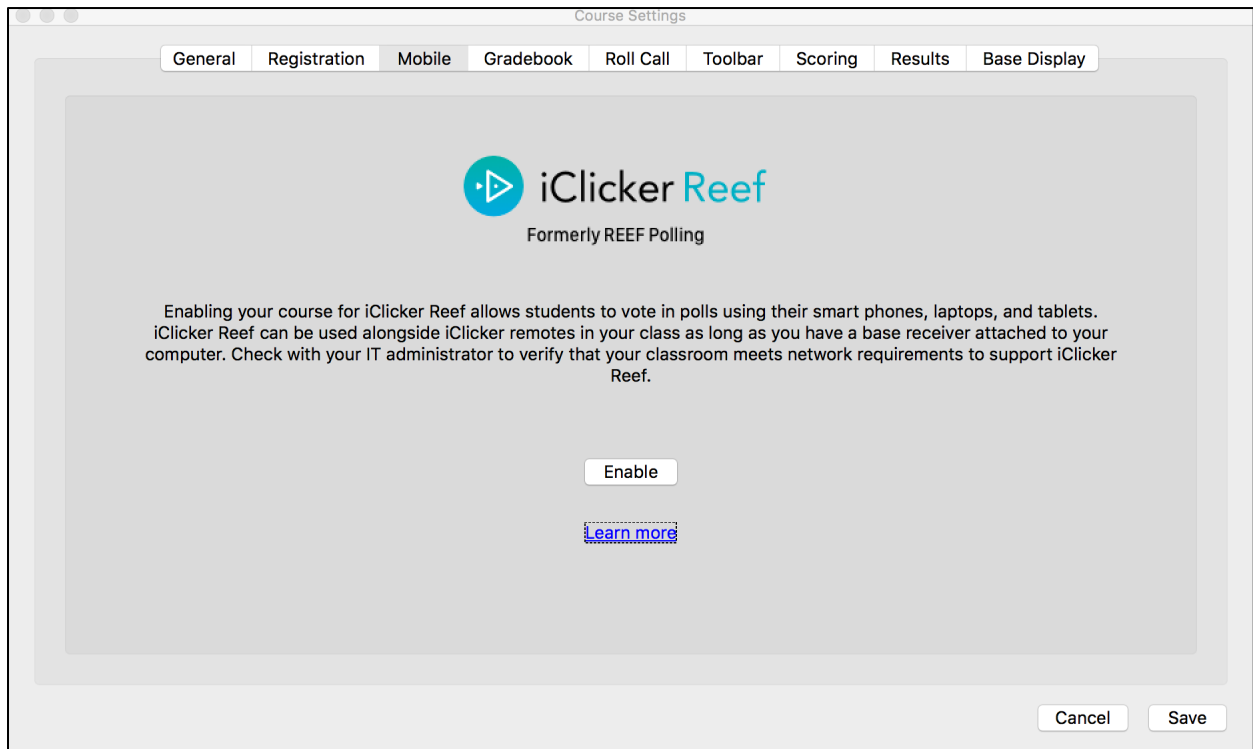 Course Settings
General Registration Mobile Gradebook Roll Call Toolbar Scoring Results Base Display
iClicker Reef
Formerly REEF Polling
Enabling your course for iClicker Reef allows students to vote in polls using their smart phones, laptops, and tablets.
iClicker Reef can be used alongside iClicker remotes in your class as long as you have a base receiver attached to your
computer. Check with your IT administrator to verify that your classroom meets network requirements to support iClicker
Reef.
Enable
Learn more
Cancel Save